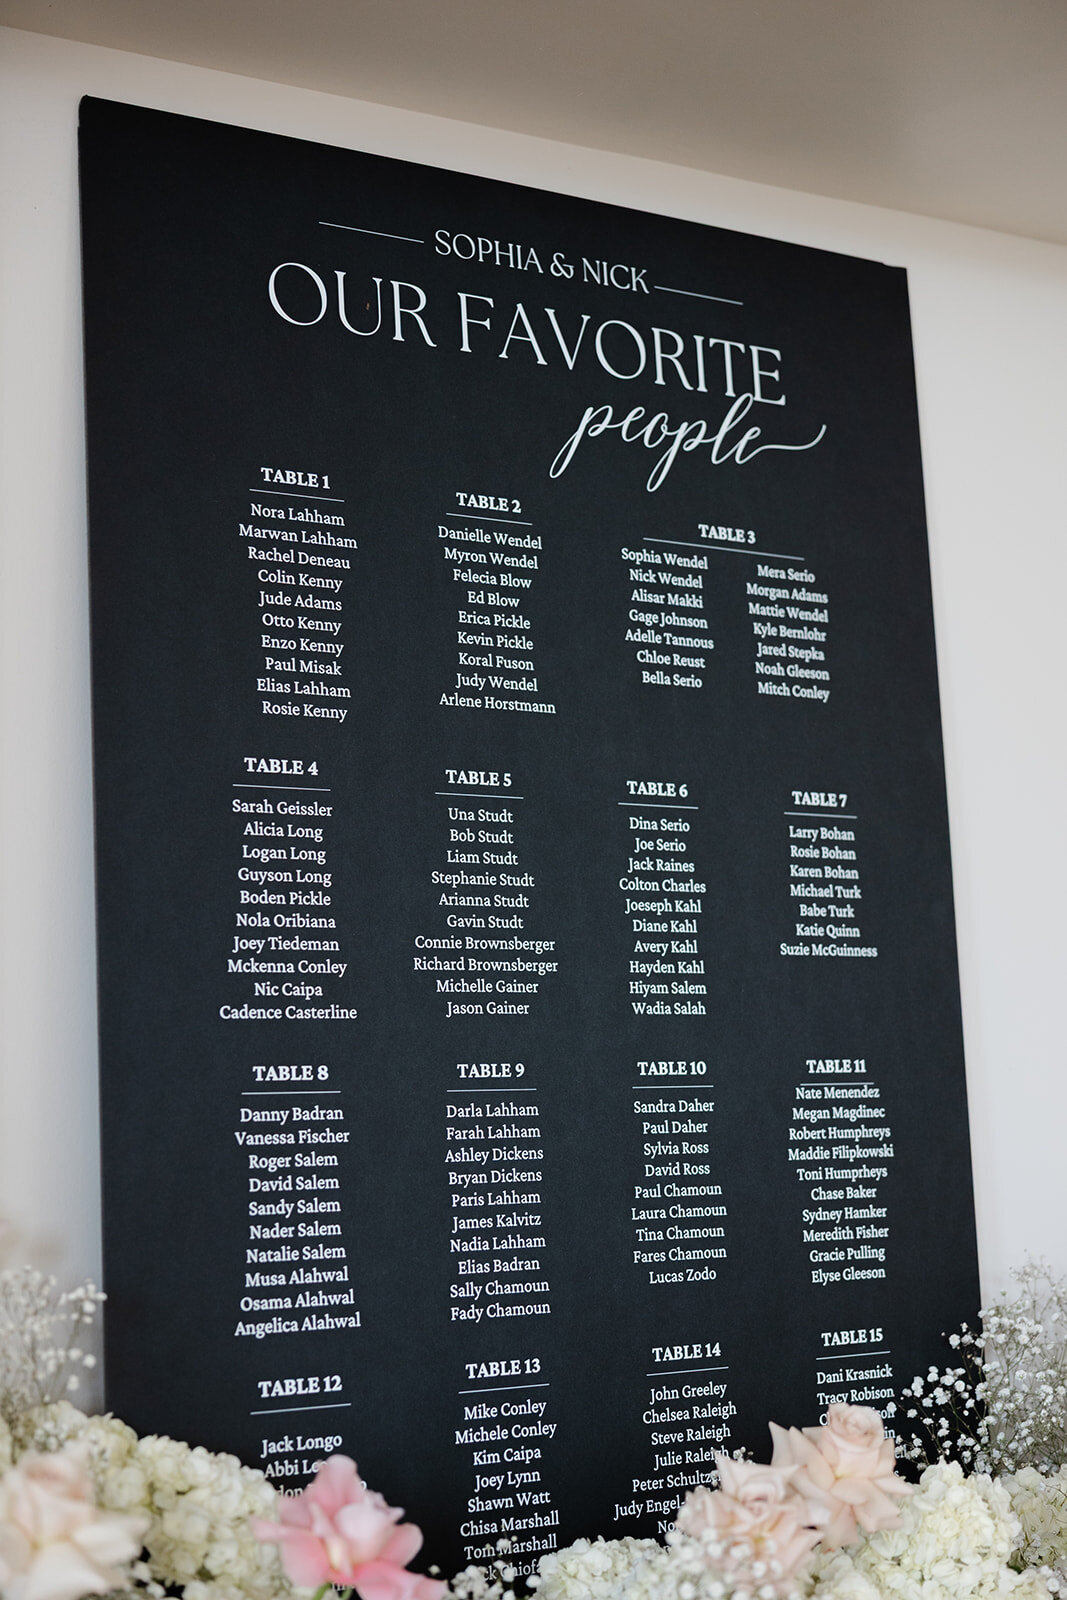 SOPHIA & NICK
OUR FAVORITE
people
TABLE 1
Nora Lahham
Marwan Lahham
Rachel Deneau
Colin Kenny
Jude Adams
Otto Kenny
Enzo Kenny
Paul Misak
Elias Lahham
Rosie Kenny
TABLE 2
Danielle Wendel
Myron Wendel
Felecia Blow
Ed Blow
Erica Pickle
Kevin Pickle
Koral Fuson
Judy Wendel
Arlene Horstmann
TABLE 3
Sophia Wendel
Nick Wendel
Alisar Makki
Gage Johnson
Adelle Tannous
Chloe Reust
Bella Serio
Mera Serio
Morgan Adams
Mattie Wendel
Kyle Bernlohr
Jared Stepka
Noah Gleeson
Mitch Conley
TABLE 4
Sarah Geissler
Alicia Long
Logan Long
Guyson Long
Boden Pickle
Nola Oribiana
Joey Tiedeman
Mckenna Conley
Nic Caipa
Cadence Casterline
TABLE 5
Una Studt
Bob Studt
Liam Studt
Stephanie Studt
Arianna Studt
Gavin Studt
Connie Brownsberger
Richard Brownsberger
Michelle Gainer
Jason Gainer
TABLE 6
Dina Serio
Joe Serio
Jack Raines
Colton Charles
Joeseph Kahl
Diane Kahl
Avery Kahl
Hayden Kahl
Hiyam Salem
Wadia Salah
TABLE 7
Larry Bohan
Rosie Bohan
Karen Bohan
Michael Turk
Babe Turk
Katie Quinn
Suzie McGuinness
TABLE 8
Danny Badran
Vanessa Fischer
Roger Salem
David Salem
Sandy Salem
Nader Salem
Natalie Salem
Musa Alahwal
Osama Alahwal
Angelica Alahwal
TABLE 9
Darla Lahham
Farah Lahham
Ashley Dickens
Bryan Dickens
Paris Lahham
James Kalvitz
Nadia Lahham
Elias Badran
Sally Chamoun
Fady Chamoun
TABLE 10
Sandra Daher
Paul Daher
Sylvia Ross
David Ross
Paul Chamoun
Laura Chamoun
Tina Chamoun
Fares Chamoun
Lucas Zodo
TABLE 11
Nate Menendez
Megan Magdinec
Robert Humphreys
Maddie Filipkowski
Toni Humprheys
Chase Baker
Sydney Hamker
Meredith Fisher
Gracie Pulling
Elyse Gleeson
TABLE 12
Jack Longo
Abbi
TABLE 13
Mike Conley
Michele Conley
Kim Caipa
Joey Lynn
Shawn Watt
Chisa Marshall
Tom Marshall
TABLE 14
John Greeley
Chelsea Raleigh
Steve Raleigh
Julie Raleigh
Peter Schultz
Judy Engel-
TABLE 15
Dani Krasnick
Tracy Robison